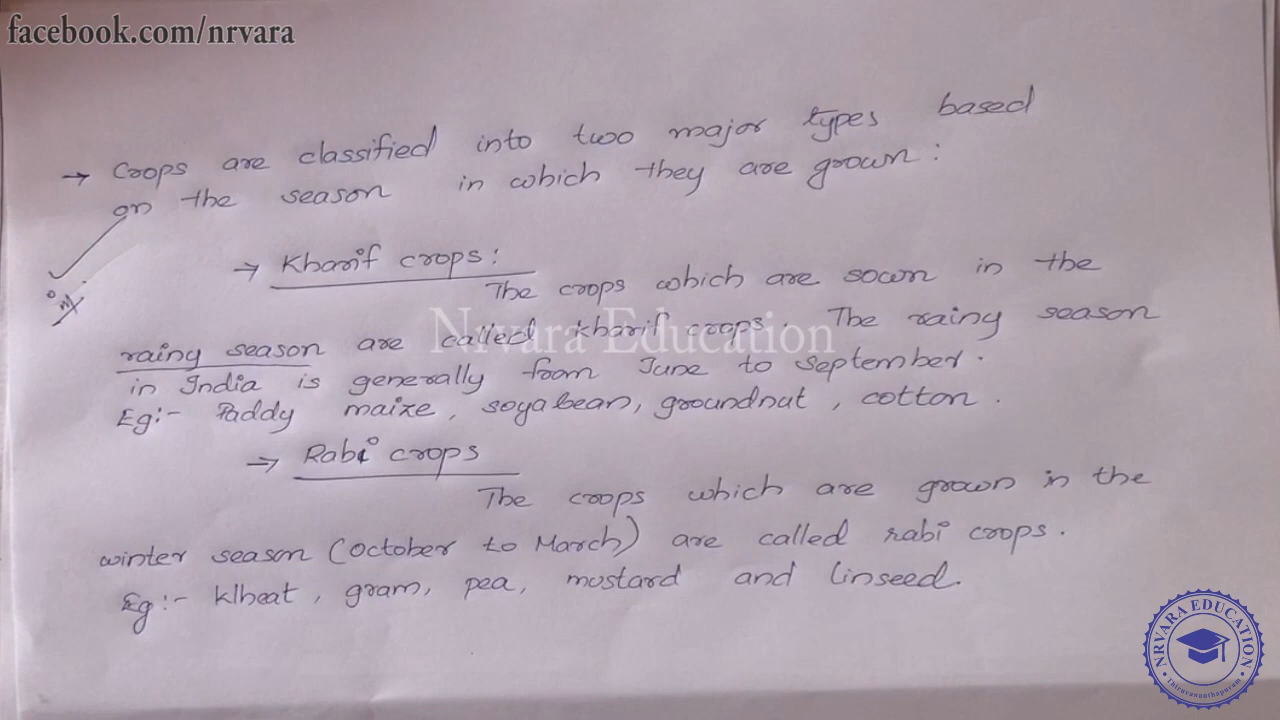 facebook.com/nrvara
→ Crops are classified into two major types based
on the season in which they are grown :
→ Kharif crops :
The crops which are sown in the
rainy season are called kharif crops. The rainy season
in India is generally from June to September.
Eg:- Paddy maize, soyabean, groundnut, cotton.
→ Rabi crops
The crops which are grown in the
winter season (October to March) are called rabi crops.
Eg:- Wheat, gram, pea, mustard and linseed.
Nrvara Education
NRVARA EDUCATION
Thiruvananthapuram